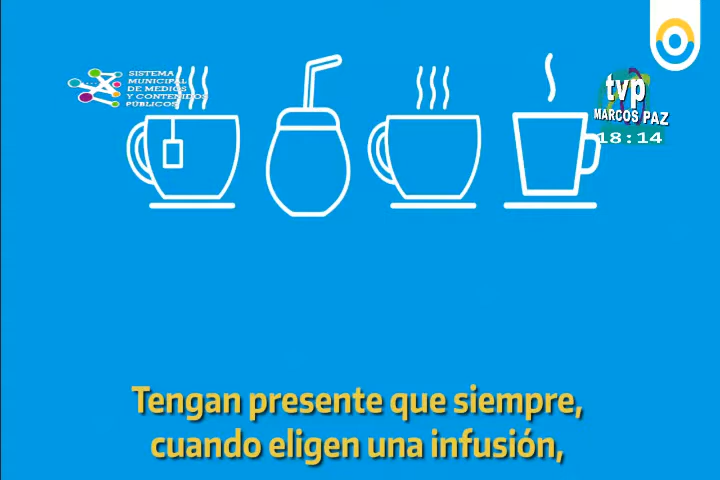 SISTEMA
MUNICIPAL
DE MEDIOS
Y CONTENIDOS
PÚBLICOS
tvp
MARCOS PAZ
18:14
Tengan presente que siempre,
cuando eligen una infusión,